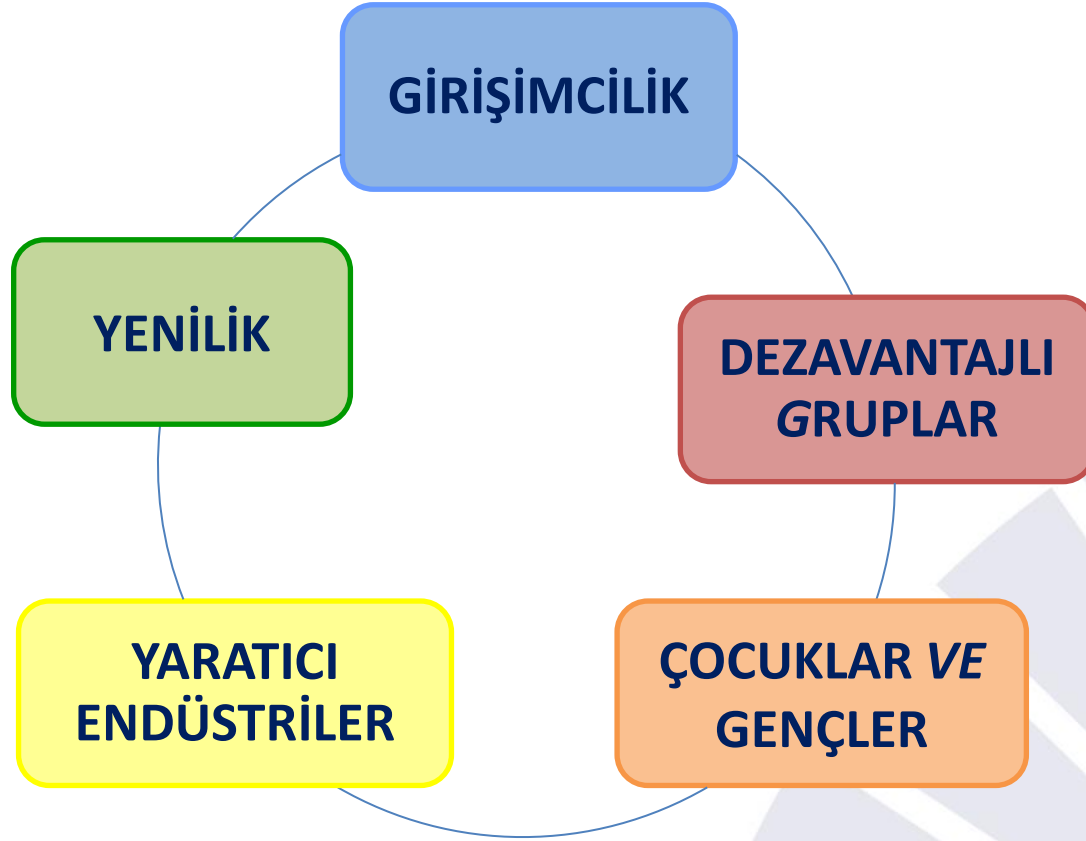 GİRİŞİMCİLİK
YENİLİK
DEZAVANTAJLI
GRUPLAR
YARATICI
ENDÜSTRİLER
ÇOCUKLAR VE
GENÇLER